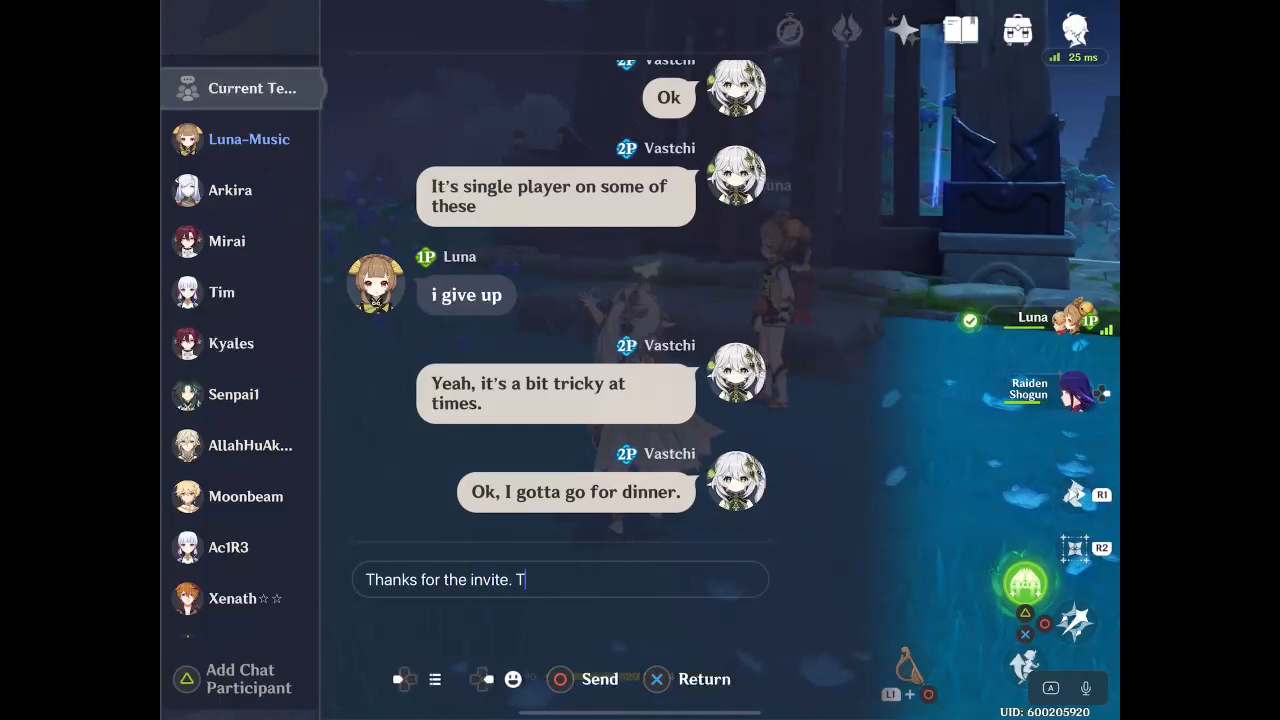 25 ms
Current Te...
Luna-Music
Arkira
Mirai
Tim
Kyales
Senpai1
AllahHuAk...
Moonbeam
Ac1R3
Xenath☆☆
Add Chat
Participant
2P Vastchi
Ok
2P Vastchi
It's single player on some of
these
1P Luna
i give up
2P Vastchi
Yeah, it's a bit tricky at
times.
2P Vastchi
Ok, I gotta go for dinner.
Thanks for the invite. T
Send
Return
Luna
1P
Raiden
Shogun
R1
R2
L1 +
A
UID: 600205920